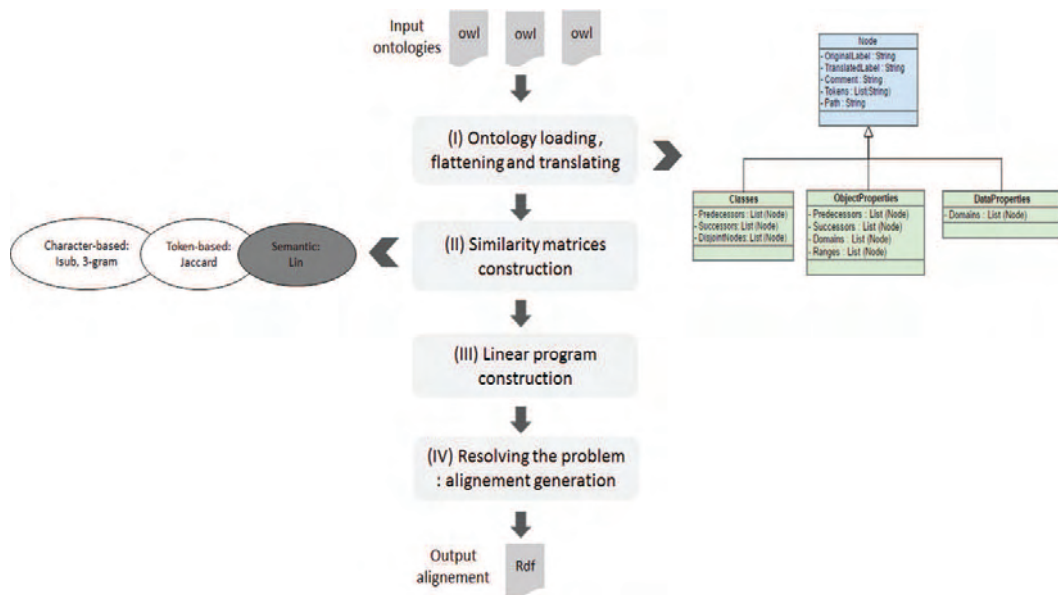 Input
ontologies
owl
owl
owl
(I) Ontology loading ,
flattening and translating
Node
- OriginalLabel : String
- TranslatedLabel : String
- Comment : String
- Tokens : List(String)
- Path : String
Classes
- Predecessors : List (Node)
- Successors: List (Node)
- DisjointNodes: List (Node)
ObjectProperties
- Predecessors : List (Node)
- Successors : List (Node)
- Domains : List (Node)
- Ranges : List (Node)
DataProperties
- Domains : List (Node)
(II) Similarity matrices
construction
Character-based:
Isub, 3-gram
Token-based:
Jaccard
Semantic:
Lin
(III) Linear program
construction
(IV) Resolving the problem
: alignement generation
Output
alignement
Rdf